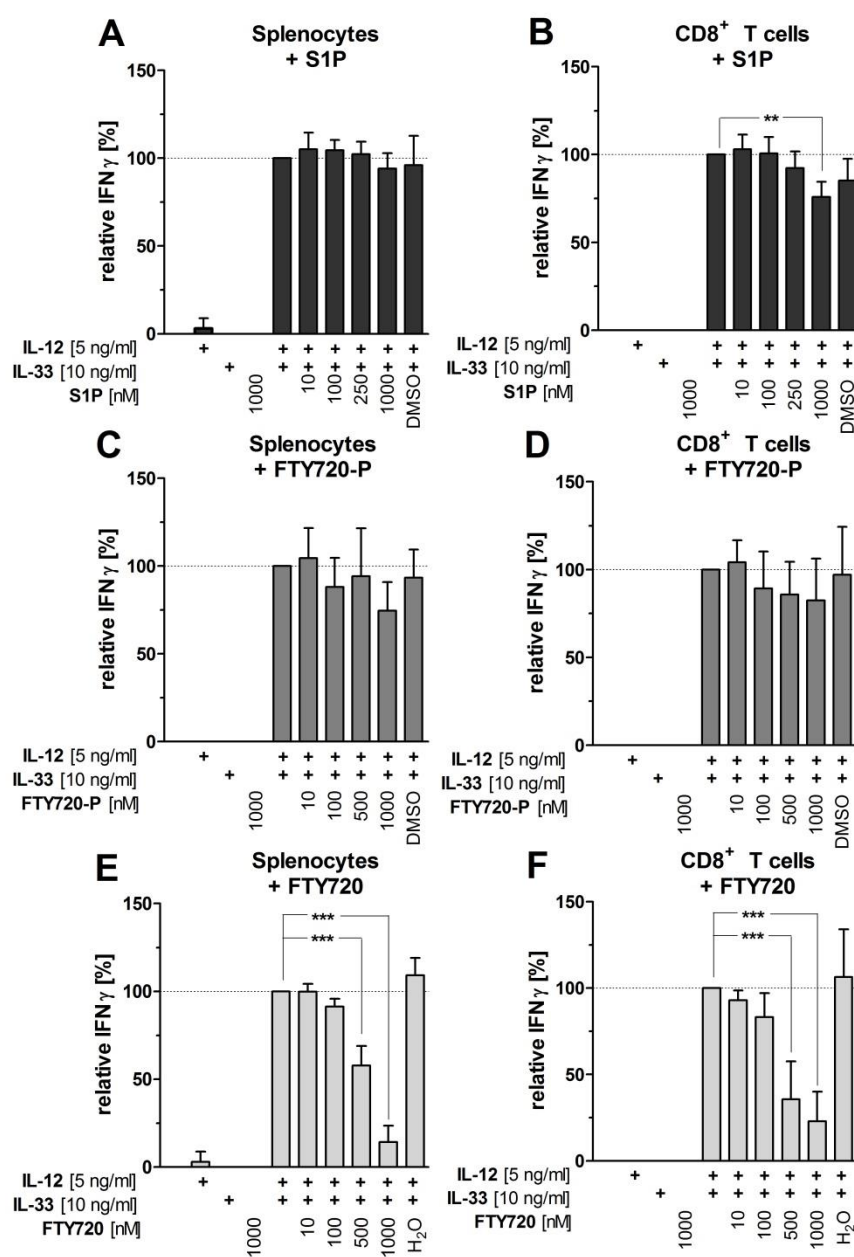 A
Splenocytes
+ S1P
relative IFNγ [%]
150
100
50
0
IL-12 [5 ng/ml] + + + + + + +
IL-33 [10 ng/ml] + + + + + + +
S1P [nM] 1000 10 100 250 1000 DMSO
B
CD8⁺ T cells
+ S1P
relative IFNγ [%]
150
100
50
0
**
IL-12 [5 ng/ml] + + + + + + +
IL-33 [10 ng/ml] + + + + + + +
S1P [nM] 1000 10 100 250 1000 DMSO
C
Splenocytes
+ FTY720-P
relative IFNγ [%]
150
100
50
0
IL-12 [5 ng/ml] + + + + + + +
IL-33 [10 ng/ml] + + + + + + +
FTY720-P [nM] 1000 10 100 500 1000 DMSO
D
CD8⁺ T cells
+ FTY720-P
relative IFNγ [%]
150
100
50
0
IL-12 [5 ng/ml] + + + + + + +
IL-33 [10 ng/ml] + + + + + + +
FTY720-P [nM] 1000 10 100 500 1000 DMSO
E
Splenocytes
+ FTY720
relative IFNγ [%]
150
100
50
0
***
***
IL-12 [5 ng/ml] + + + + + + +
IL-33 [10 ng/ml] + + + + + + +
FTY720 [nM] 1000 10 100 500 1000 H₂O
F
CD8⁺ T cells
+ FTY720
relative IFNγ [%]
150
100
50
0
***
***
IL-12 [5 ng/ml] + + + + + + +
IL-33 [10 ng/ml] + + + + + + +
FTY720 [nM] 1000 10 100 500 1000 H₂O